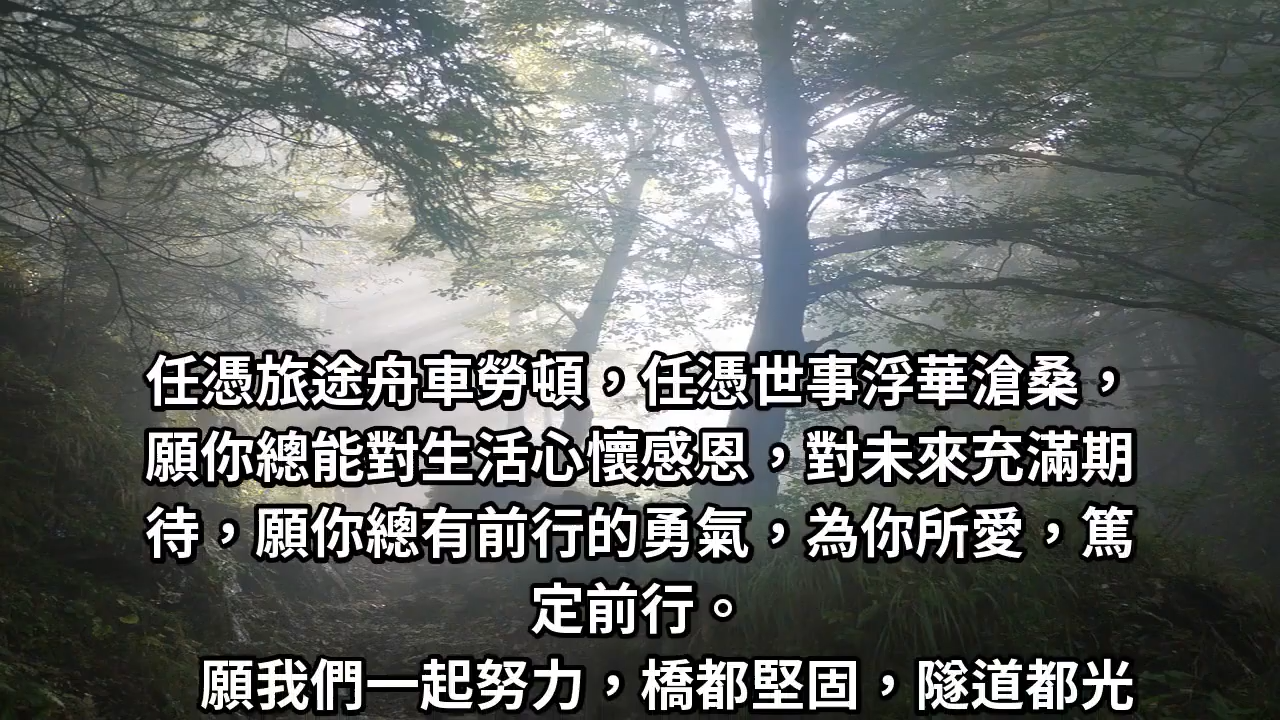 任憑旅途舟車勞頓，任憑世事浮華滄桑，
願你總能對生活心懷感恩，對未來充滿期
待，願你總有前行的勇氣，為你所愛，篤
定前行。
願我們一起努力，橋都堅固，隧道都光